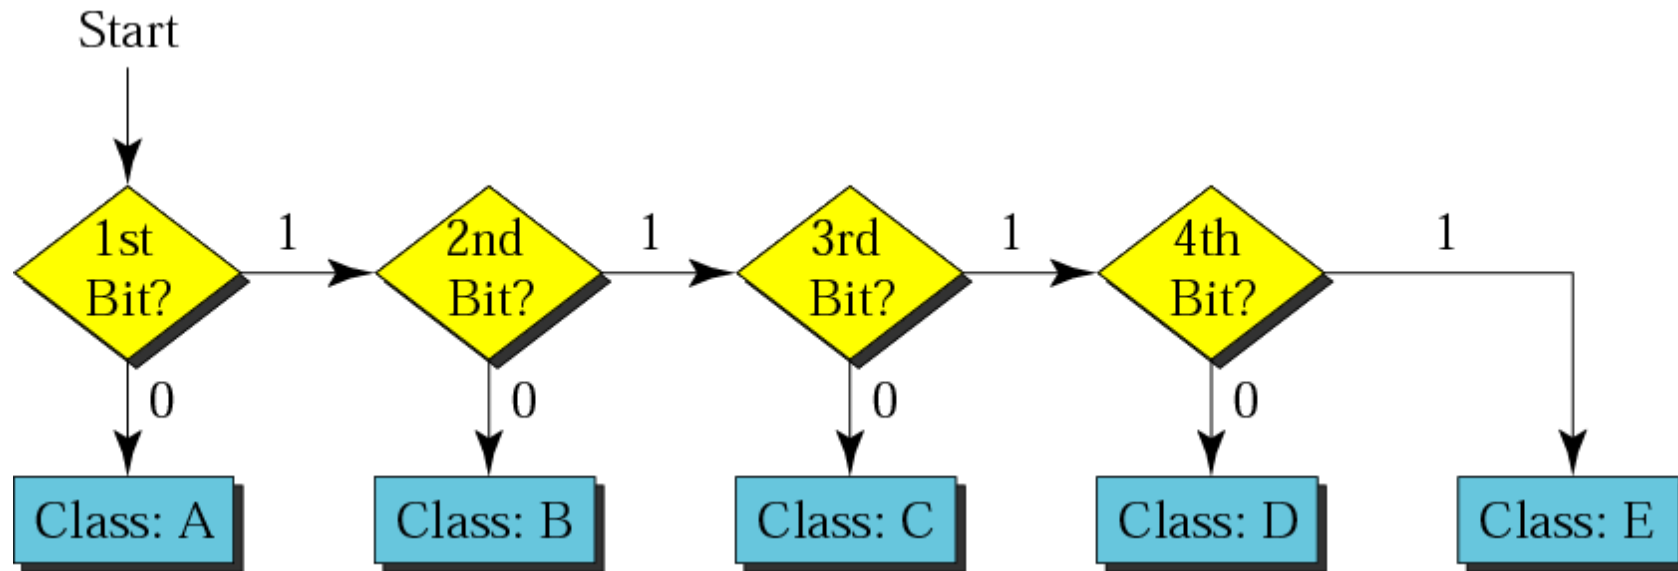 Start
1st
Bit?
1
2nd
Bit?
1
3rd
Bit?
1
4th
Bit?
1
0
0
0
0
Class: A
Class: B
Class: C
Class: D
Class: E